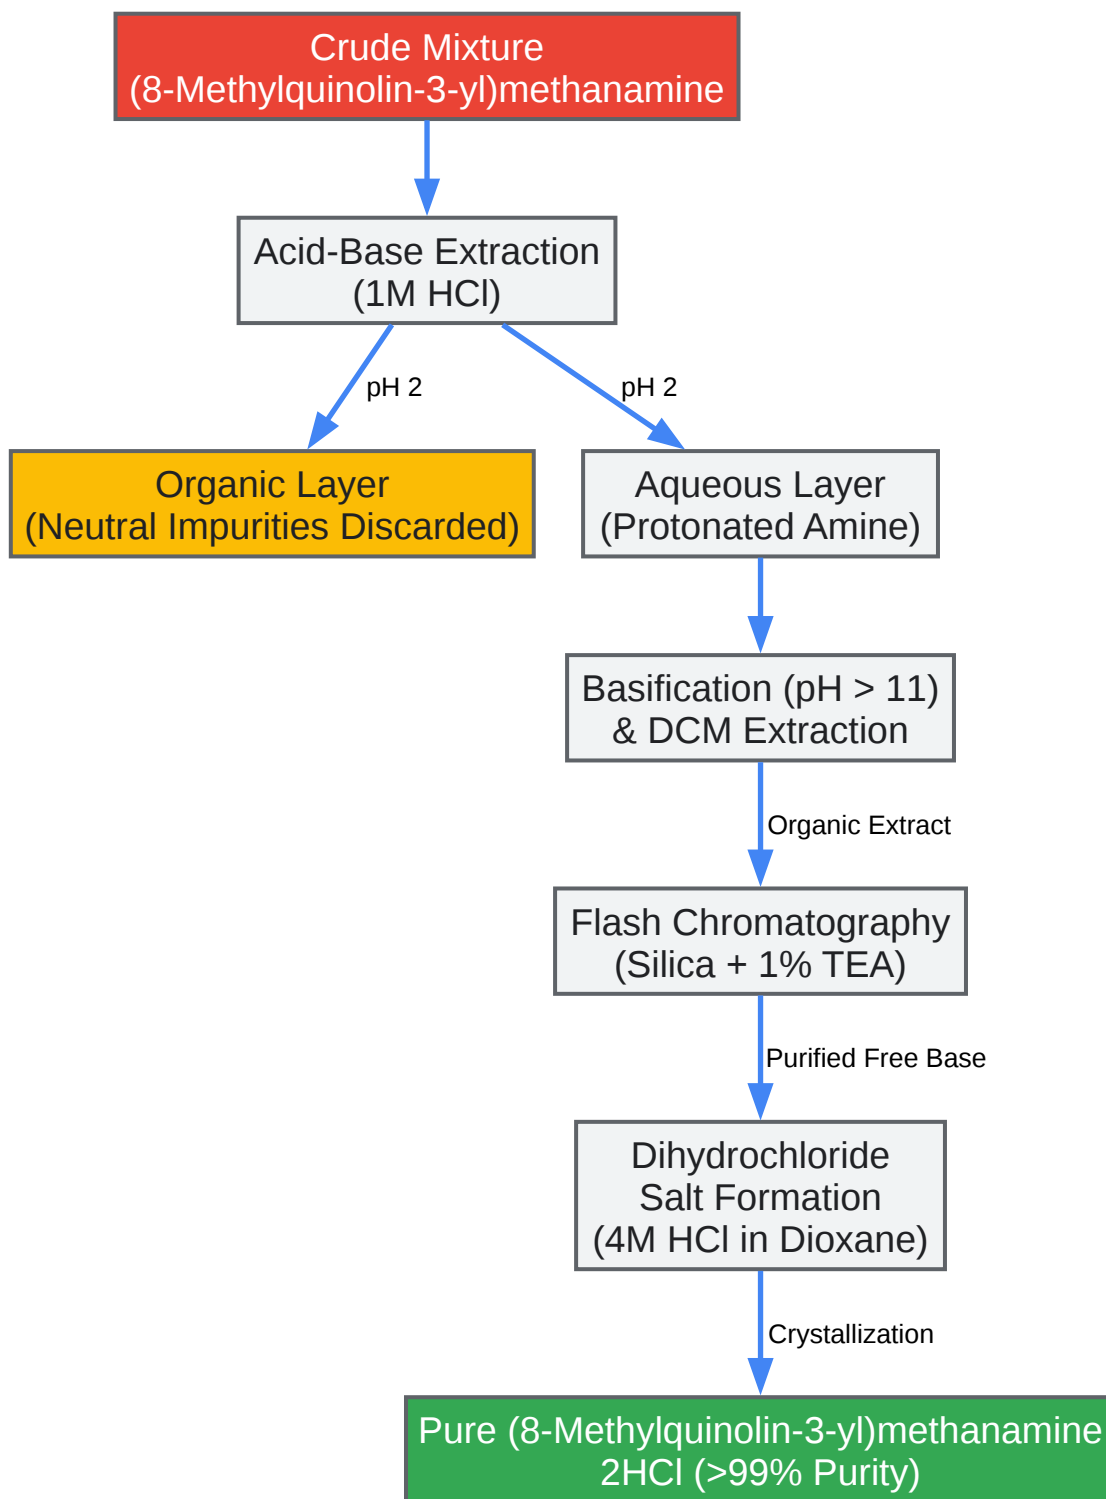 Crude Mixture
(8-Methylquinolin-3-yl)methanamine
Acid-Base Extraction
(1M HCl)
pH 2
pH 2
Organic Layer
(Neutral Impurities Discarded)
Aqueous Layer
(Protonated Amine)
Basification (pH > 11)
& DCM Extraction
Organic Extract
Flash Chromatography
(Silica + 1% TEA)
Purified Free Base
Dihydrochloride
Salt Formation
(4M HCl in Dioxane)
Crystallization
Pure (8-Methylquinolin-3-yl)methanamine
2HCl (>99% Purity)